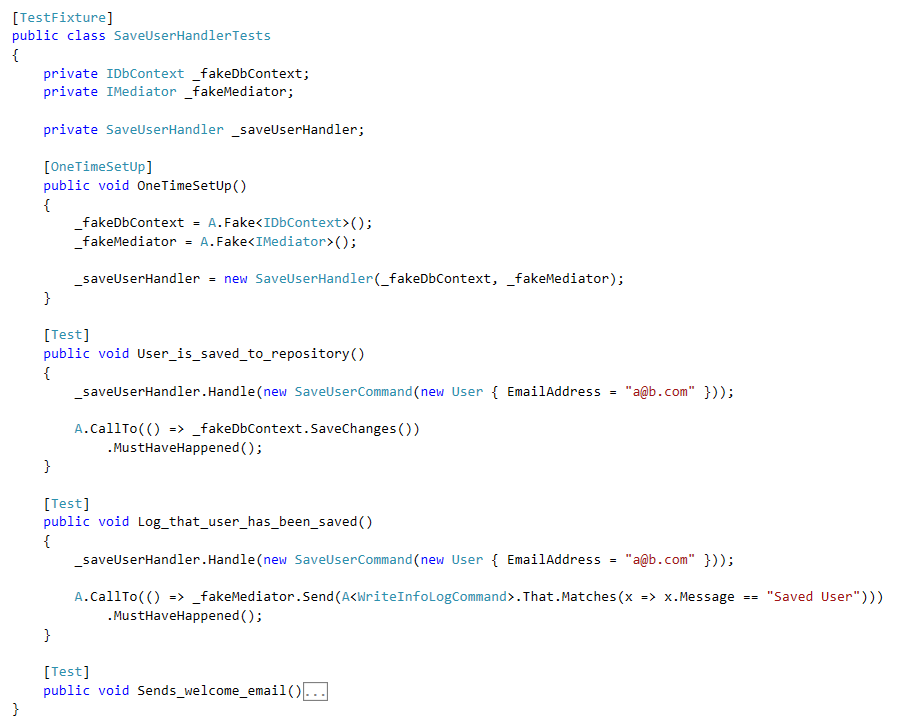 [TestFixture]
public class SaveUserHandlerTests
{
    private IDbContext _fakeDbContext;
    private IMediator _fakeMediator;

    private SaveUserHandler _saveUserHandler;

    [OneTimeSetUp]
    public void OneTimeSetUp()
    {
        _fakeDbContext = A.Fake<IDbContext>();
        _fakeMediator = A.Fake<IMediator>();

        _saveUserHandler = new SaveUserHandler(_fakeDbContext, _fakeMediator);
    }

    [Test]
    public void User_is_saved_to_repository()
    {
        _saveUserHandler.Handle(new SaveUserCommand(new User { EmailAddress = "a@b.com" }));

        A.CallTo(() => _fakeDbContext.SaveChanges())
            .MustHaveHappened();
    }

    [Test]
    public void Log_that_user_has_been_saved()
    {
        _saveUserHandler.Handle(new SaveUserCommand(new User { EmailAddress = "a@b.com" }));

        A.CallTo(() => _fakeMediator.Send(A<WriteInfoLogCommand>.That.Matches(x => x.Message == "Saved User")))
            .MustHaveHappened();
    }

    [Test]
    public void Sends_welcome_email()...
}